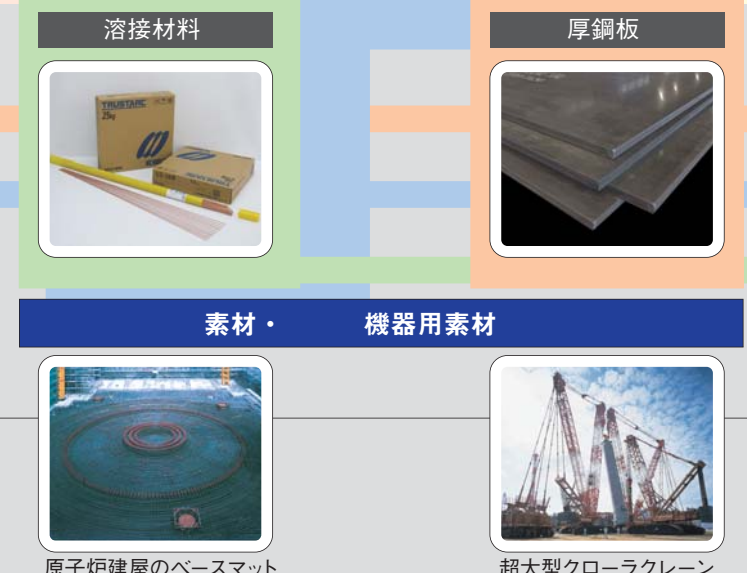 溶接材料
厚鋼板
TRUSTARC
25kg
素材・ 機器用素材
原子炉建屋のベースマット
超大型クローラクレーン